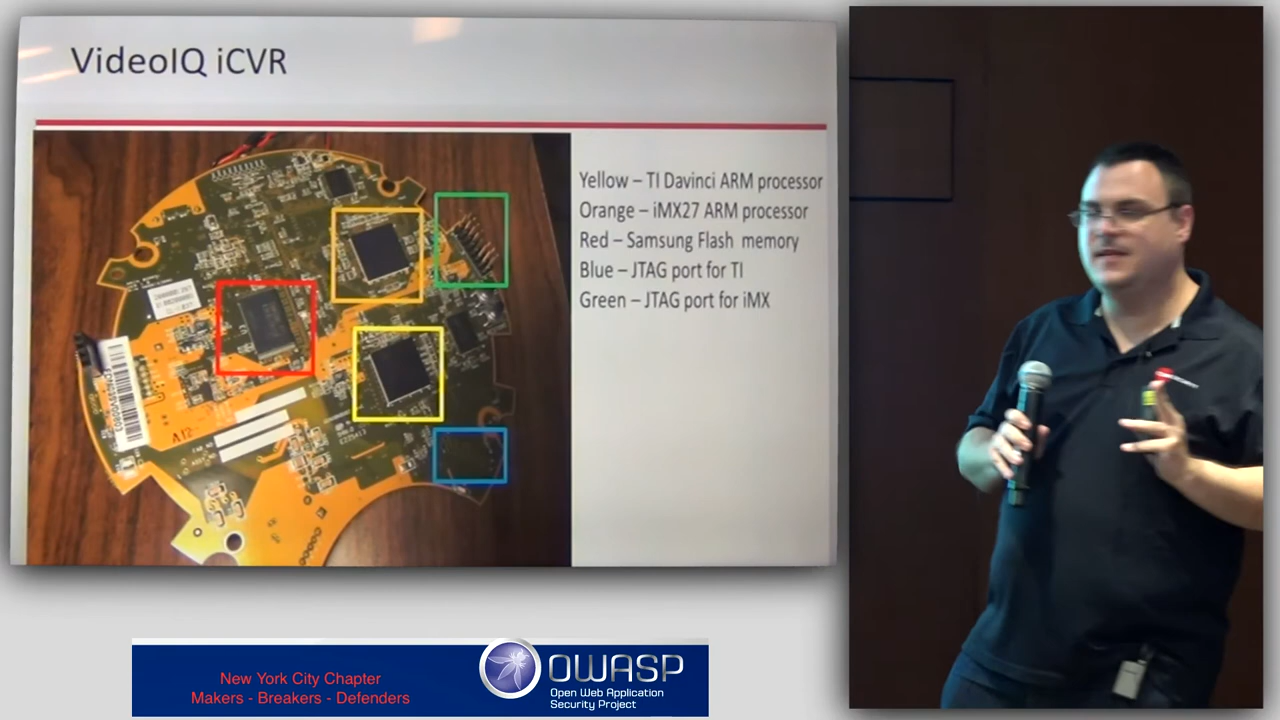 VideoIQ iCVR
Yellow – TI Davinci ARM processor
Orange – iMX27 ARM processor
Red – Samsung Flash memory
Blue – JTAG port for TI
Green – JTAG port for iMX
A12
New York City Chapter
Makers - Breakers - Defenders
OWASP
Open Web Application
Security Project